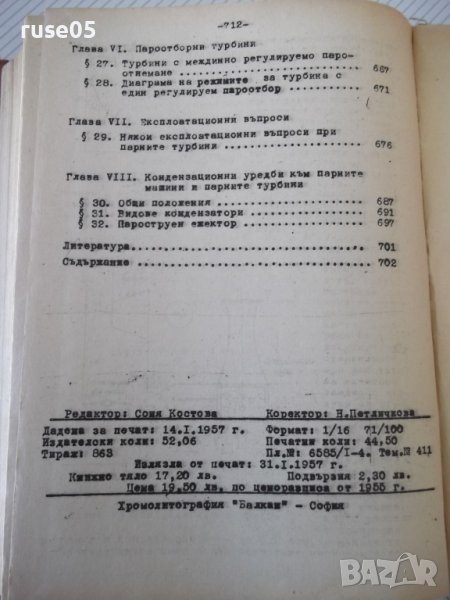 ruse05
-712-
Глава VI. Пароотборни турбини
§ 27. Турбини с междинно регулируемо паро-
отнемане ........................ 667
§ 28. Диаграма на режимите за турбина с
един регулируем пароотбор ....... 671
Глава VII. Експлоатационни въпроси
§ 29. Някои експлоатационни въпроси при
парните турбини ................. 676
Глава VIII. Кондензационни уредби към парните
машини и парните турбини
§ 30. Общи положения .................. 687
§ 31. Видове кондензатори ............. 691
§ 32. Пароструен ежектор .............. 697
Литература ............................ 701
Съдържание ............................ 702
Редактор: Соня Костова Коректор: Н.Петличкова
Дадена за печат: 14.I.1957 г. Формат: 1/16 71/100
Издателски коли: 52,06 Печатни коли: 44,50
Тираж: 863 Пл.№: 6585/I-4. Тем.№ 411
Излязла от печат: 31.I.1957 г.
Книжно тяло 17,20 лв. Подвързия 2,30 лв.
Цена 19,50 лв. по ценоразписа от 1955 г.
Хромолитография "Балкан" - София
BAZAR
.bg